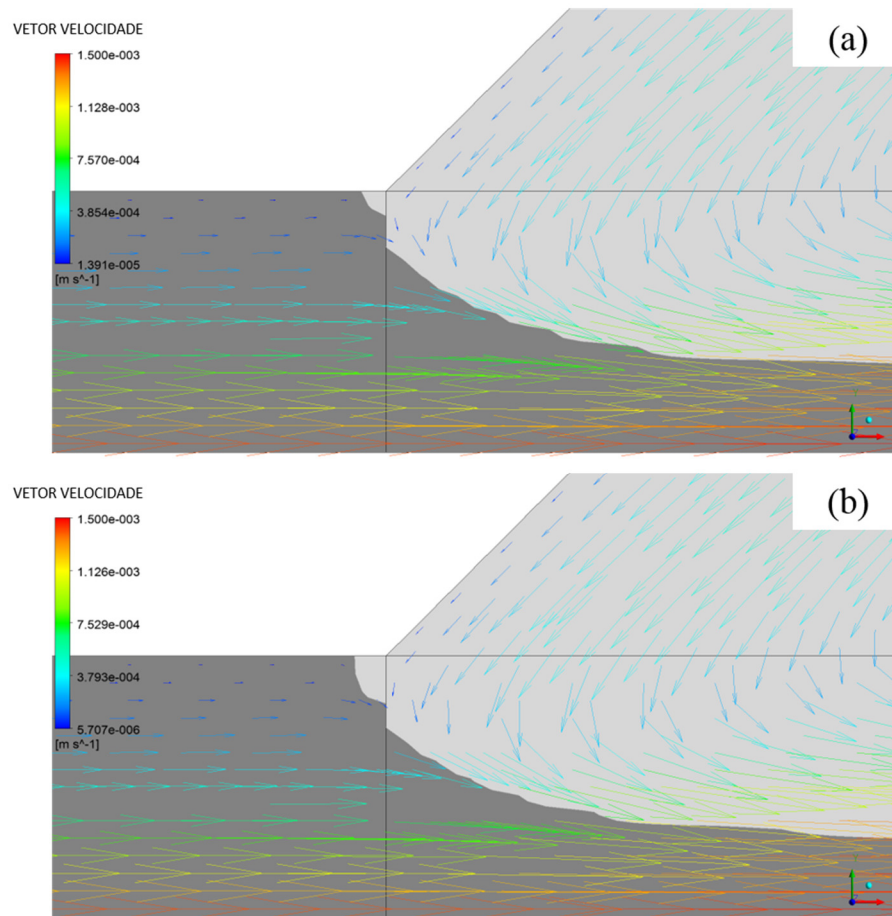 VETOR VELOCIDADE
(a)
1.500e-003
1.128e-003
7.570e-004
3.854e-004
1.391e-005
[m s^-1]
VETOR VELOCIDADE
(b)
1.500e-003
1.126e-003
7.529e-004
3.793e-004
5.707e-006
[m s^-1]